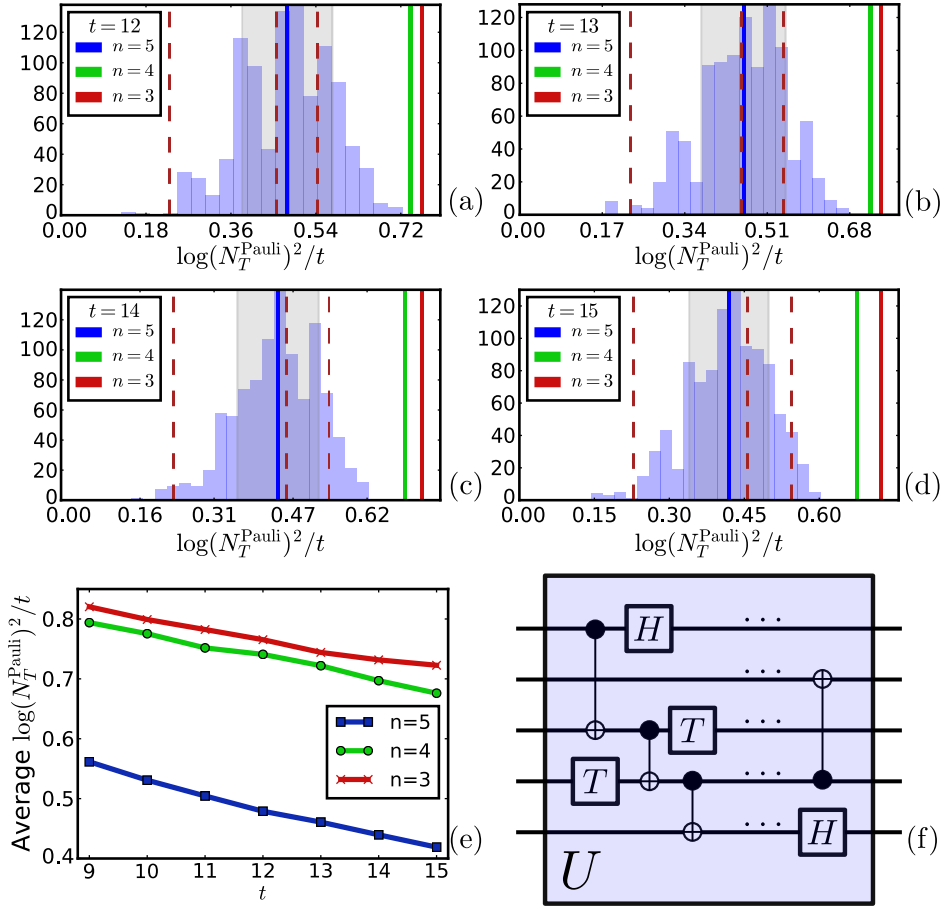 t = 12
n = 5
n = 4
n = 3
120
100
80
60
40
20
0
0.00 0.18 0.36 0.54 0.72
log(N_T^Pauli)^2/t
(a)
t = 13
n = 5
n = 4
n = 3
120
100
80
60
40
20
0
0.00 0.17 0.34 0.51 0.68
log(N_T^Pauli)^2/t
(b)
t = 14
n = 5
n = 4
n = 3
120
100
80
60
40
20
0
0.00 0.16 0.31 0.47 0.62
log(N_T^Pauli)^2/t
(c)
t = 15
n = 5
n = 4
n = 3
120
100
80
60
40
20
0
0.00 0.15 0.30 0.45 0.60
log(N_T^Pauli)^2/t
(d)
Average log(N_T^Pauli)^2/t
0.8
0.7
0.6
0.5
0.4
n=5
n=4
n=3
9 10 11 12 13 14 15
t
(e)
H ...
...
T ...
T ...
... H
U
(f)